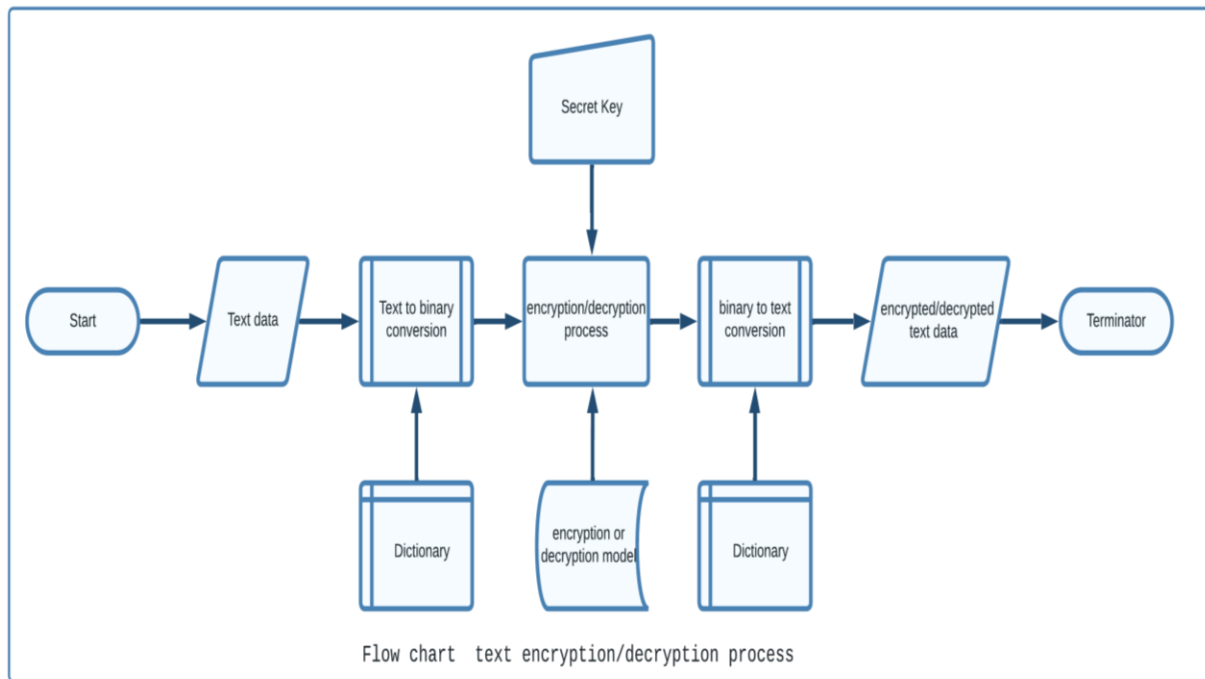 Secret Key
Start
Text data
Text to binary
conversion
encryption/decryption
process
binary to text
conversion
encrypted/decrypted
text data
Terminator
Dictionary
encryption or
decryption model
Dictionary
Flow chart  text encryption/decryption process